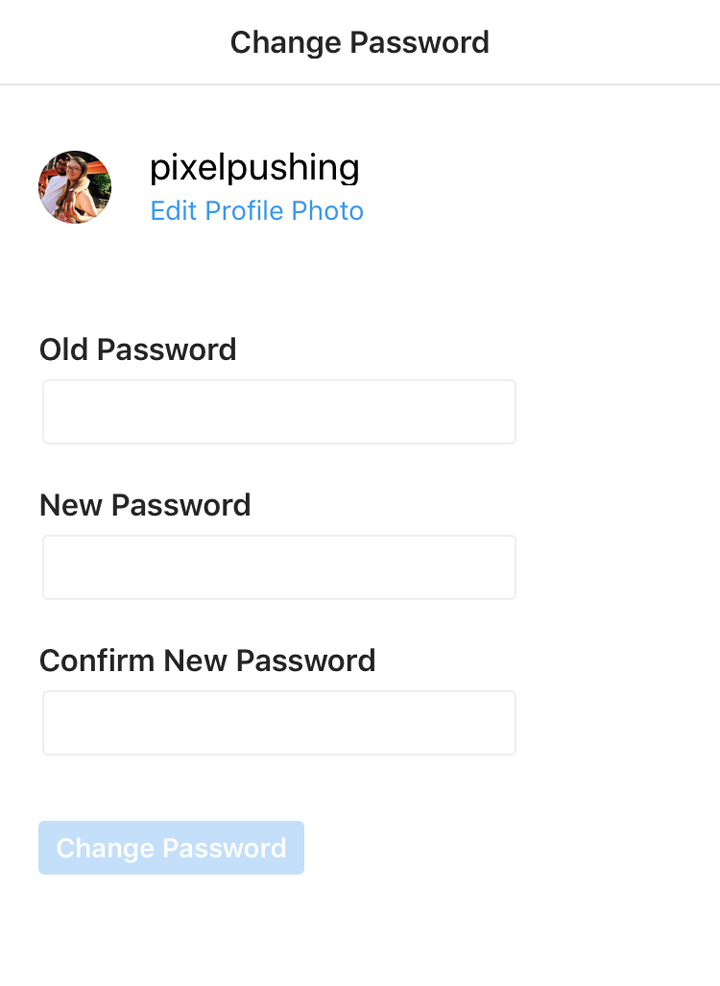 Change Password
pixelpushing
Edit Profile Photo
Old Password
New Password
Confirm New Password
Change Password